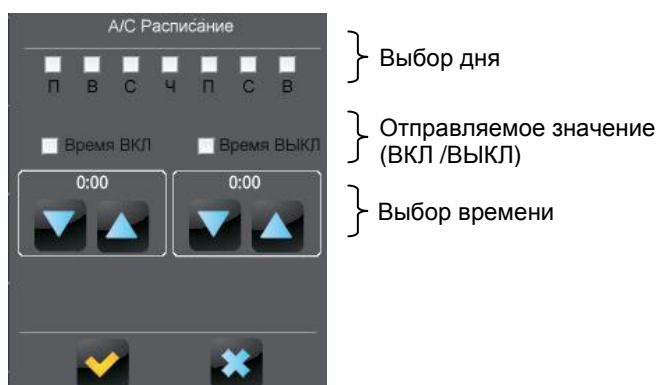 A/C Расписание
П В С Ч П С В
Выбор дня
Время ВКЛ Время ВЫКЛ
Отправляемое значение
(ВКЛ /ВЫКЛ)
0:00 0:00
Выбор времени